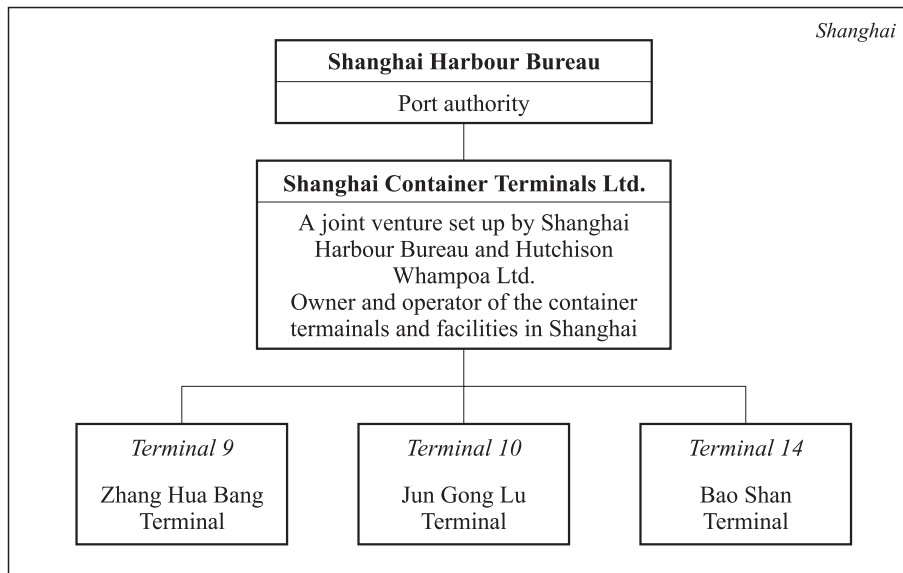 Shanghai
Shanghai Harbour Bureau
Port authority
Shanghai Container Terminals Ltd.
A joint venture set up by Shanghai
Harbour Bureau and Hutchison
Whampoa Ltd.
Owner and operator of the container
termainals and facilities in Shanghai
Terminal 9
Zhang Hua Bang
Terminal
Terminal 10
Jun Gong Lu
Terminal
Terminal 14
Bao Shan
Terminal